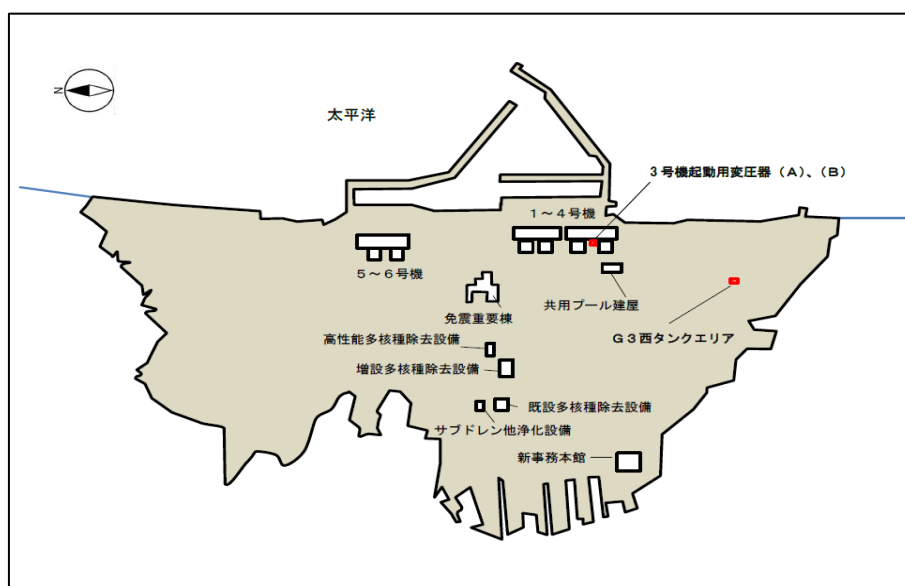 N
太平洋
3号機起動用変圧器（A）、（B）
1～4号機
5～6号機
共用プール建屋
免震重要棟
G3西タンクエリア
高性能多核種除去設備
増設多核種除去設備
既設多核種除去設備
サブドレン他浄化設備
新事務本館